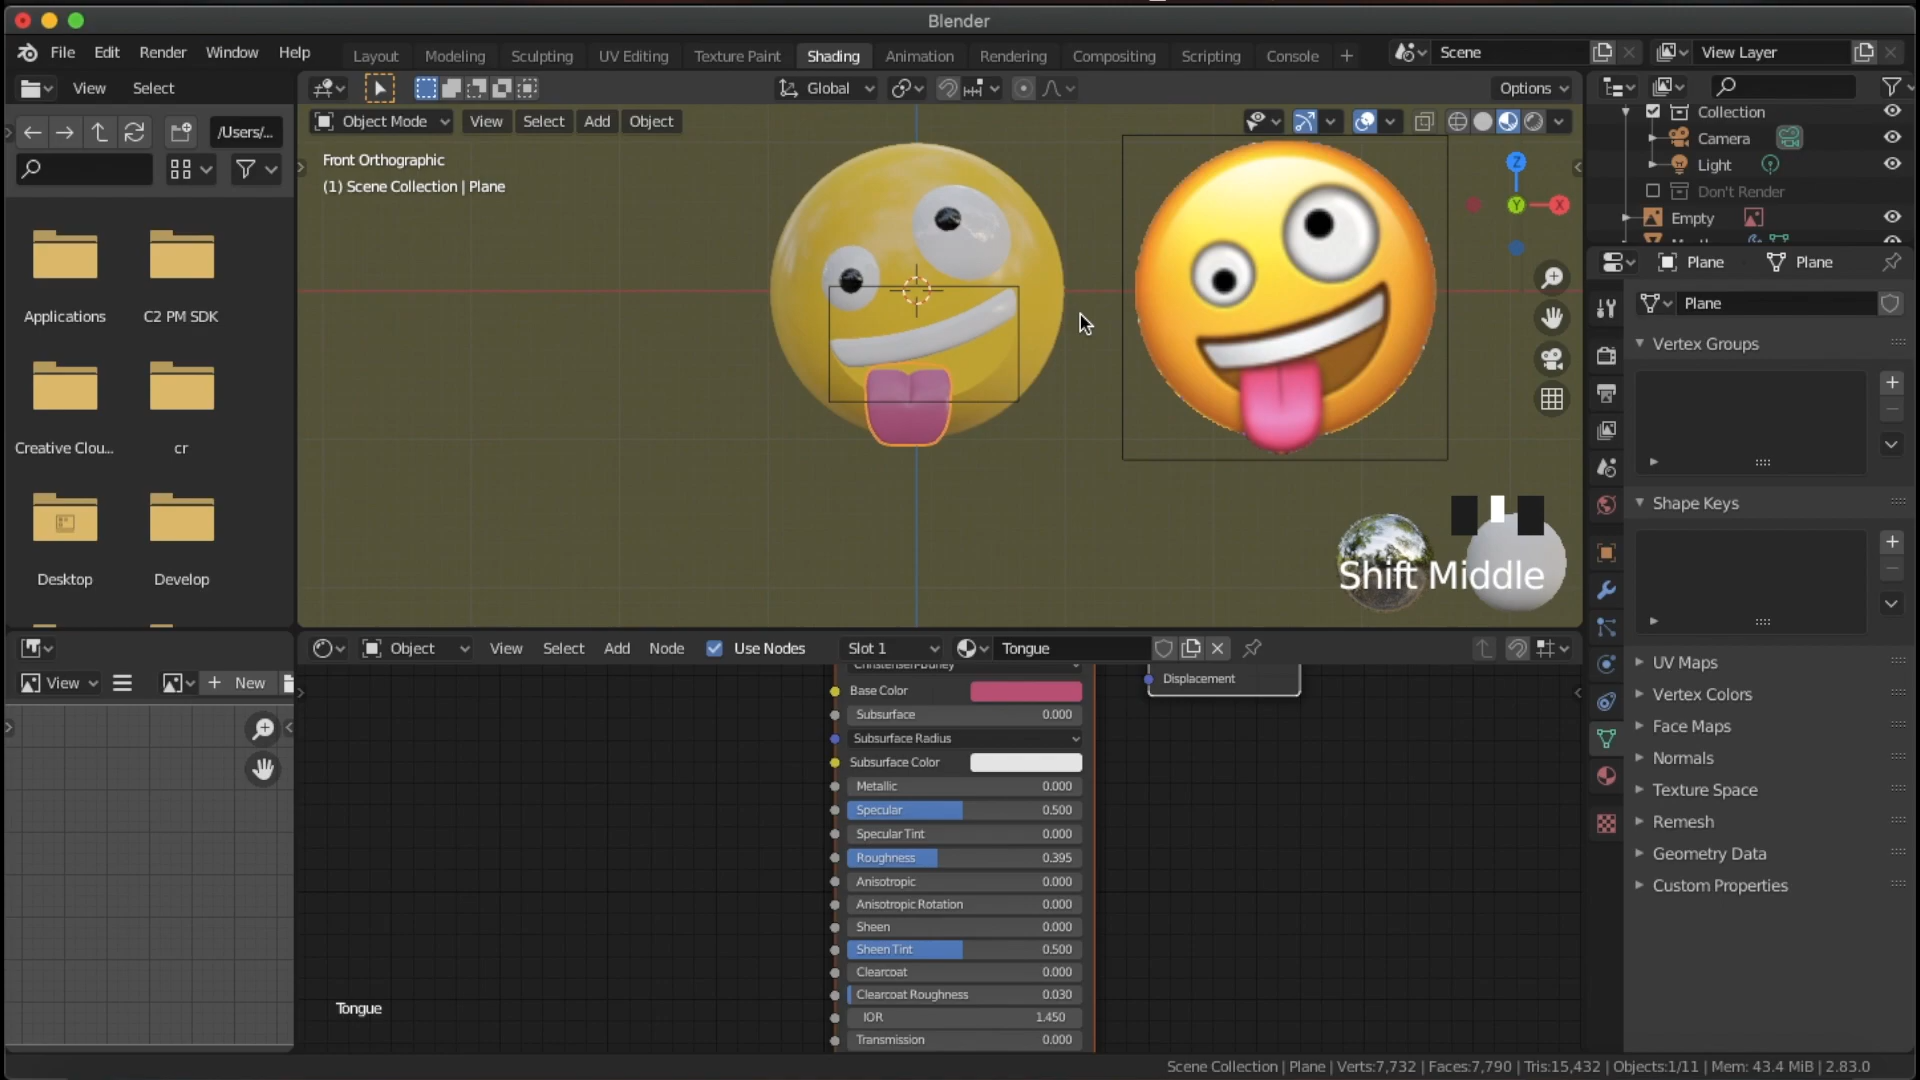 Blender
File Edit Render Window Help
Layout Modeling Sculpting UV Editing Texture Paint Shading Animation Rendering Compositing Scripting Console +
Scene
View Layer
View Select
Global
Options
/Users/...
Object Mode View Select Add Object
Front Orthographic
(1) Scene Collection | Plane
Z
Y
X
Applications
C2 PM SDK
Creative Clou...
cr
Desktop
Develop
Shift Middle
Collection
Camera
Light
Don't Render
Empty
Plane
Plane
Plane
Vertex Groups
Shape Keys
UV Maps
Vertex Colors
Face Maps
Normals
Texture Space
Remesh
Geometry Data
Custom Properties
View
+ New
Object View Select Add Node Use Nodes Slot 1 Tongue
Christensen-Burley
Displacement
Base Color
Subsurface 0.000
Subsurface Radius
Subsurface Color
Metallic 0.000
Specular 0.500
Specular Tint 0.000
Roughness 0.395
Anisotropic 0.000
Anisotropic Rotation 0.000
Sheen 0.000
Sheen Tint 0.500
Clearcoat 0.000
Clearcoat Roughness 0.030
IOR 1.450
Transmission 0.000
Tongue
Scene Collection | Plane | Verts:7,732 | Faces:7,790 | Tris:15,432 | Objects:1/11 | Mem: 43.4 MiB | 2.83.0